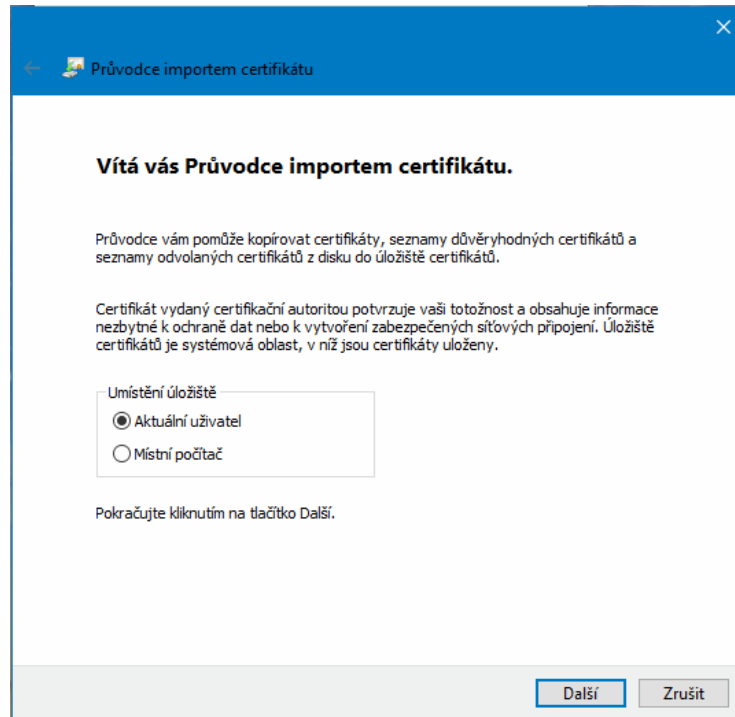 Průvodce importem certifikátu
Vítá vás Průvodce importem certifikátu.
Průvodce vám pomůže kopírovat certifikáty, seznamy důvěryhodných certifikátů a
seznamy odvolaných certifikátů z disku do úložiště certifikátů.
Certifikát vydaný certifikační autoritou potvrzuje vaši totožnost a obsahuje informace
nezbytné k ochraně dat nebo k vytvoření zabezpečených síťových připojení. Úložiště
certifikátů je systémová oblast, v níž jsou certifikáty uloženy.
Umístění úložiště
Aktuální uživatel
Místní počítač
Pokračujte kliknutím na tlačítko Další.
Další
Zrušit